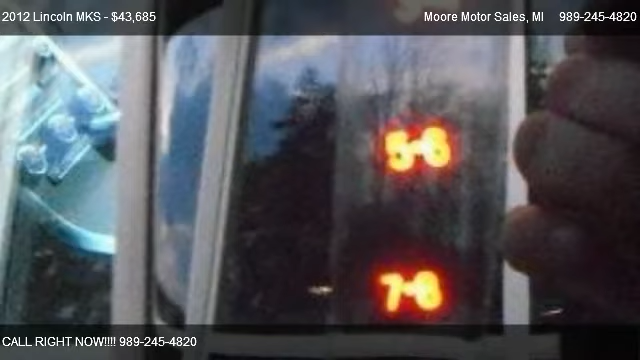 2012 Lincoln MKS - $43,685
Moore Motor Sales, MI 989-245-4820
5-6
7-8
CALL RIGHT NOW!!!! 989-245-4820